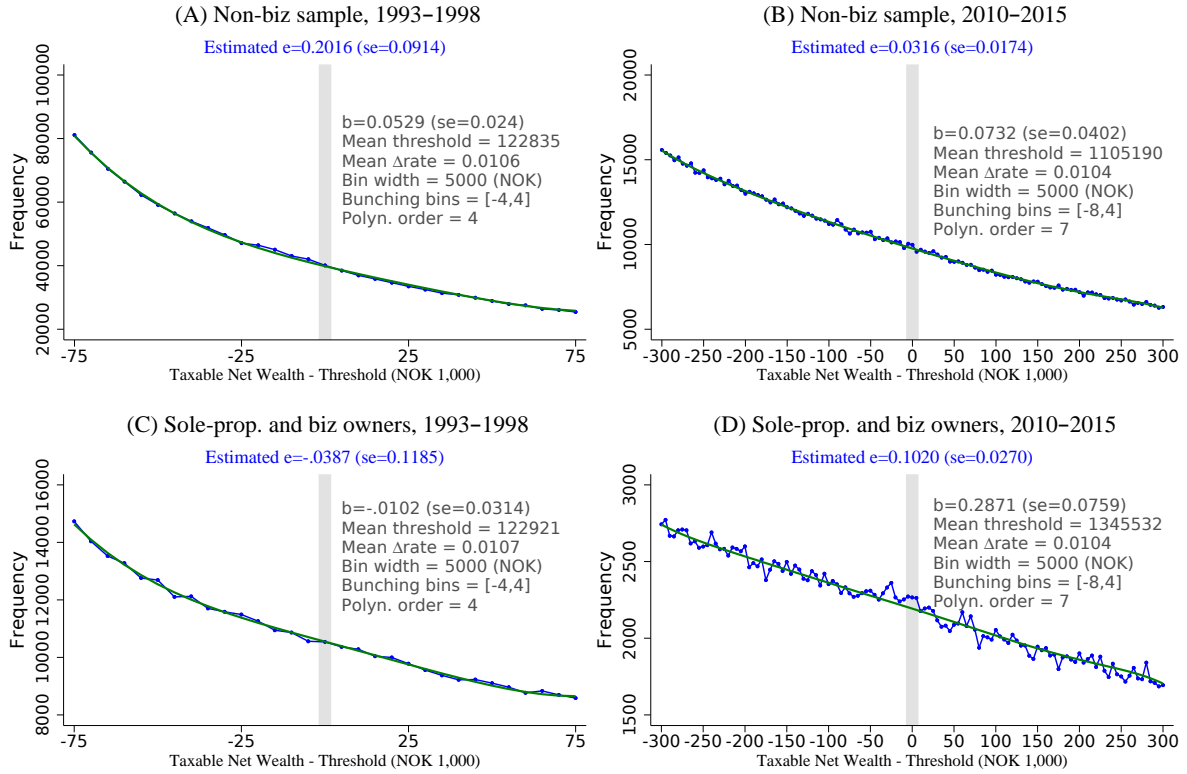 (A) Non-biz sample, 1993−1998
Estimated e=0.2016 (se=0.0914)
b=0.0529 (se=0.024)
Mean threshold = 122835
Mean Δrate = 0.0106
Bin width = 5000 (NOK)
Bunching bins = [-4,4]
Polyn. order = 4
Frequency
100000
80000
60000
40000
20000
-75
-25
25
75
Taxable Net Wealth - Threshold (NOK 1,000)
(B) Non-biz sample, 2010−2015
Estimated e=0.0316 (se=0.0174)
b=0.0732 (se=0.0402)
Mean threshold = 1105190
Mean Δrate = 0.0104
Bin width = 5000 (NOK)
Bunching bins = [-8,4]
Polyn. order = 7
Frequency
20000
15000
10000
5000
-300
-250
-200
-150
-100
-50
0
50
100
150
200
250
300
Taxable Net Wealth - Threshold (NOK 1,000)
(C) Sole-prop. and biz owners, 1993−1998
Estimated e=-.0387 (se=0.1185)
b=-.0102 (se=0.0314)
Mean threshold = 122921
Mean Δrate = 0.0107
Bin width = 5000 (NOK)
Bunching bins = [-4,4]
Polyn. order = 4
Frequency
16000
14000
12000
10000
8000
-75
-25
25
75
Taxable Net Wealth - Threshold (NOK 1,000)
(D) Sole-prop. and biz owners, 2010−2015
Estimated e=0.1020 (se=0.0270)
b=0.2871 (se=0.0759)
Mean threshold = 1345532
Mean Δrate = 0.0104
Bin width = 5000 (NOK)
Bunching bins = [-8,4]
Polyn. order = 7
Frequency
3000
2500
2000
1500
-300
-250
-200
-150
-100
-50
0
50
100
150
200
250
300
Taxable Net Wealth - Threshold (NOK 1,000)